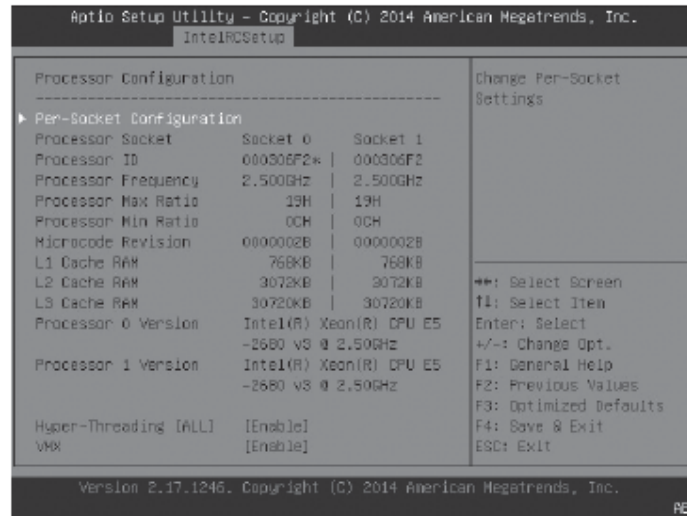 Aptio Setup Utility – Copyright (C) 2014 American Megatrends, Inc.
IntelRCSetup
Processor Configuration
Per-Socket Configuration
Processor Socket Socket 0 Socket 1
Processor ID 000306F2* | 000306F2
Processor Frequency 2.500GHz | 2.500GHz
Processor Max Ratio 19H | 19H
Processor Min Ratio 0CH | 0CH
Microcode Revision 0000002B | 0000002B
L1 Cache RAM 768KB | 768KB
L2 Cache RAM 3072KB | 3072KB
L3 Cache RAM 30720KB | 30720KB
Processor 0 Version Intel(R) Xeon(R) CPU E5
-2680 v3 @ 2.50GHz
Processor 1 Version Intel(R) Xeon(R) CPU E5
-2680 v3 @ 2.50GHz
Hyper-Threading [ALL] [Enable]
VMX [Enable]
Change Per-Socket
Settings
→←: Select Screen
↑↓: Select Item
Enter: Select
+/-: Change Opt.
F1: General Help
F2: Previous Values
F3: Optimized Defaults
F4: Save & Exit
ESC: Exit
Version 2.17.1246. Copyright (C) 2014 American Megatrends, Inc.